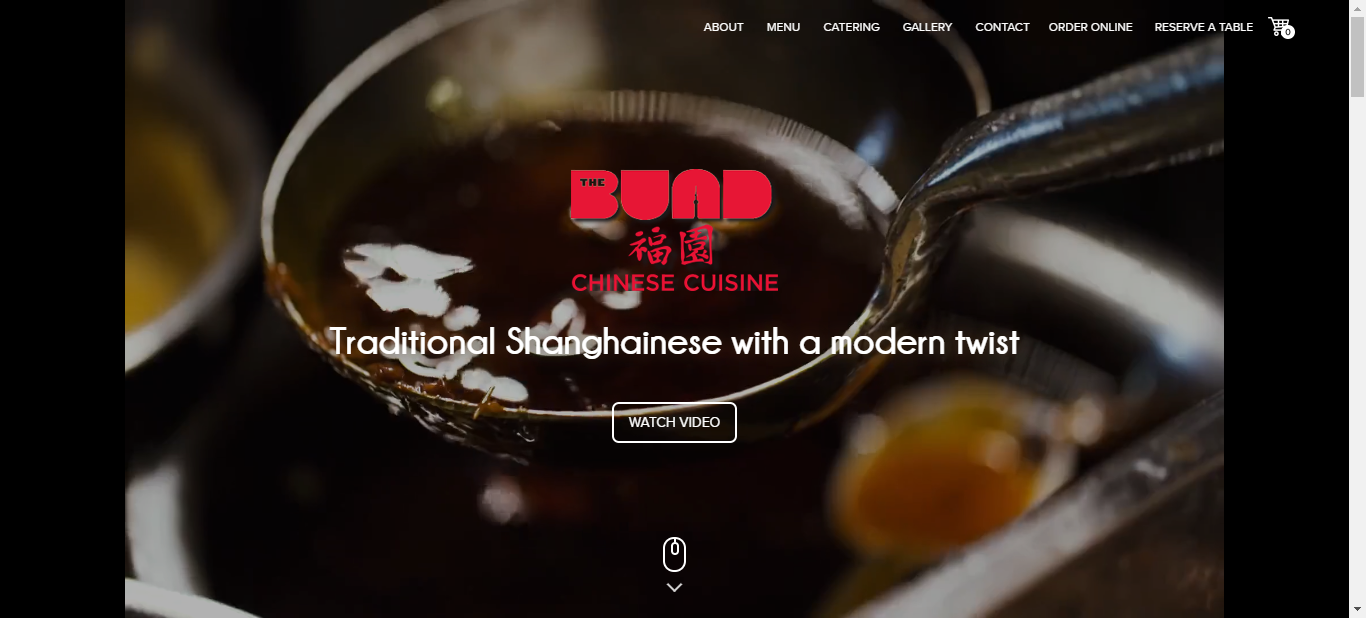 ABOUT MENU CATERING GALLERY CONTACT ORDER ONLINE RESERVE A TABLE 0
THE
BUND
福園
CHINESE CUISINE
Traditional Shanghainese with a modern twist
WATCH VIDEO